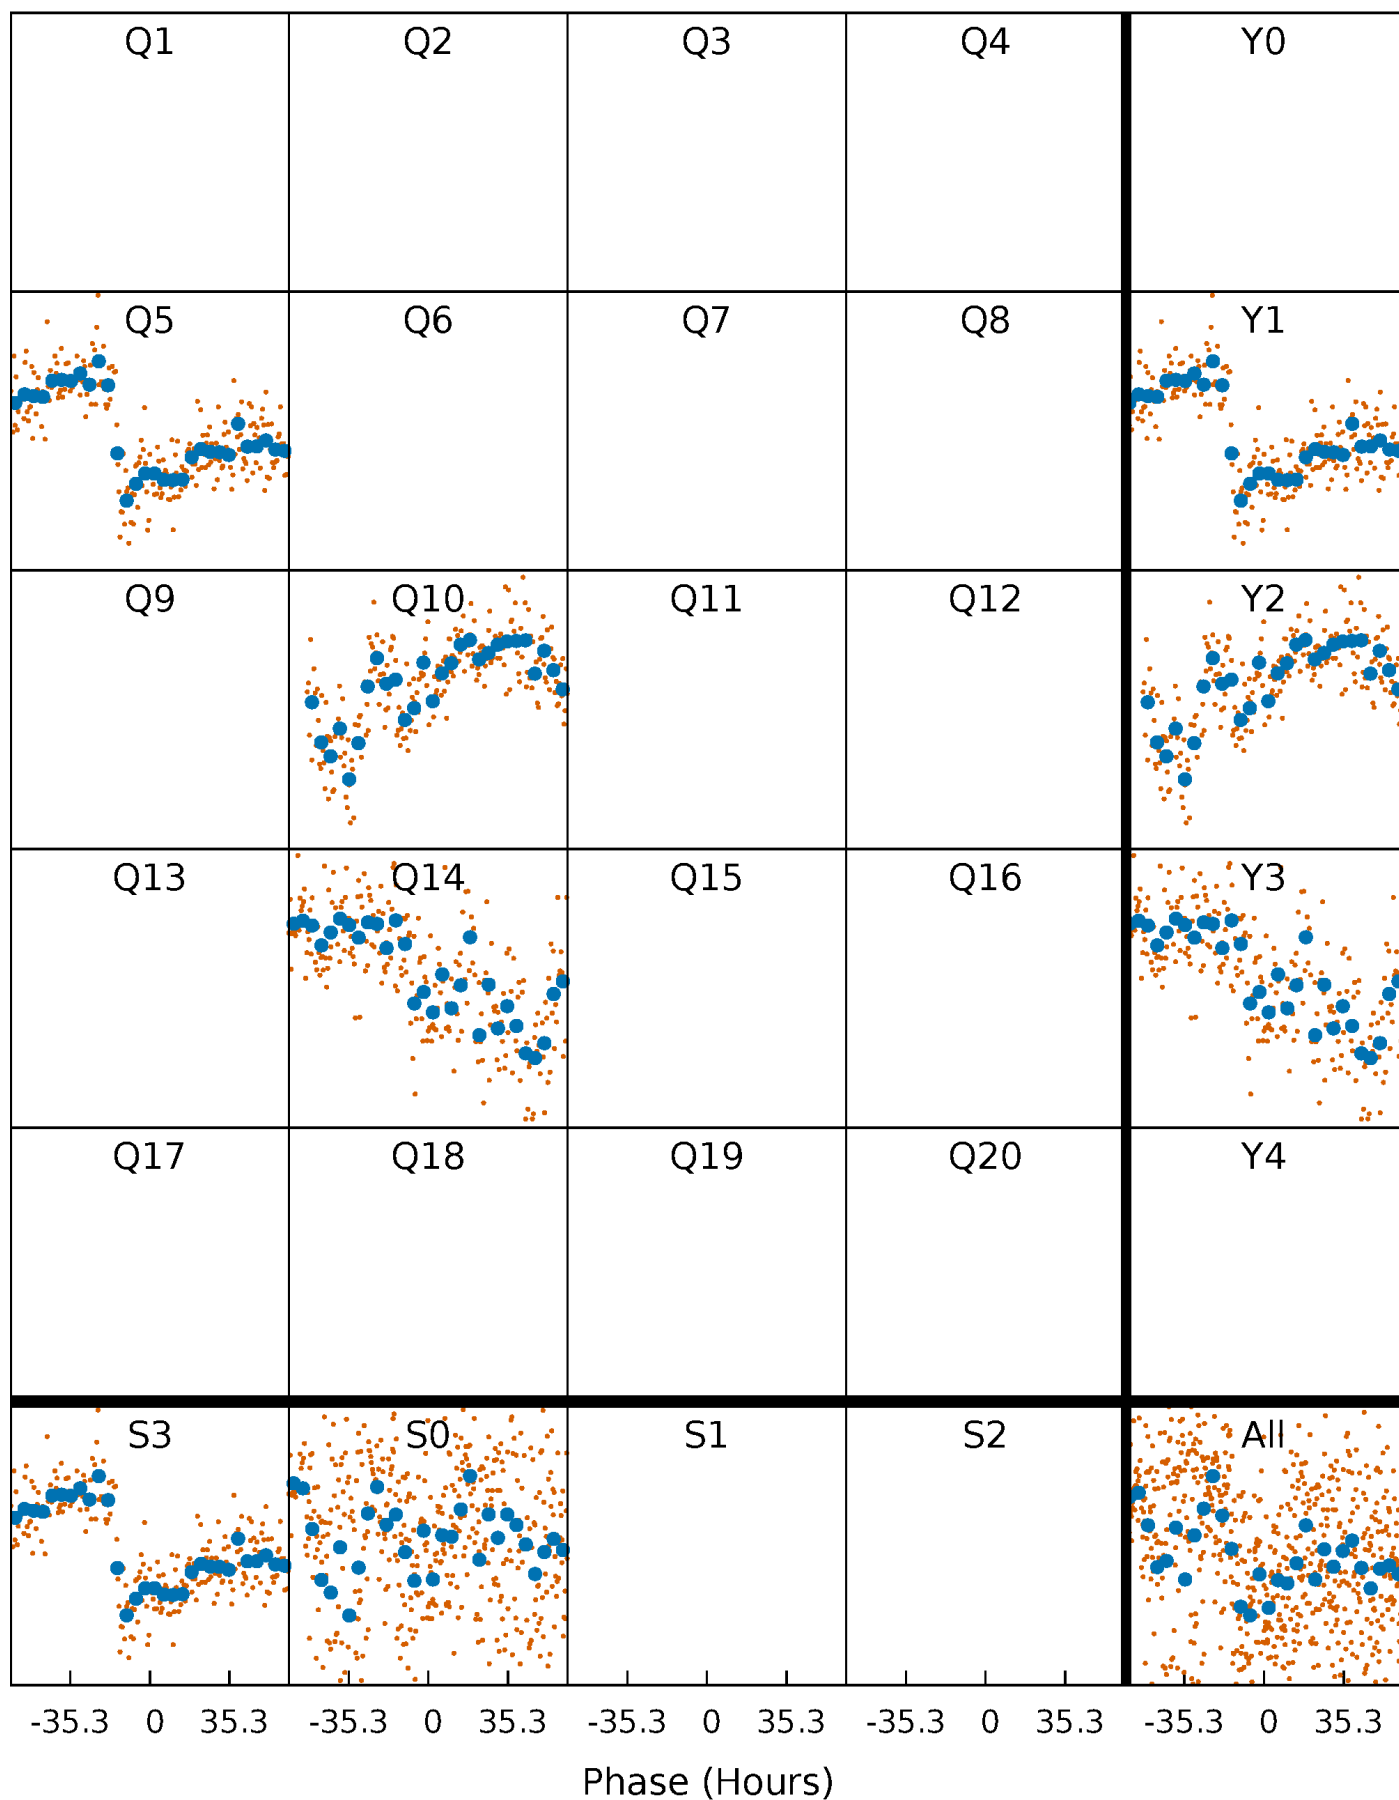 Q1 Q2 Q3 Q4 Y0
Q5 Q6 Q7 Q8 Y1
Q9 Q10 Q11 Q12 Y2
Q13 Q14 Q15 Q16 Y3
Q17 Q18 Q19 Q20 Y4
S3 S0 S1 S2 All
-35.3 0 35.3 -35.3 0 35.3 -35.3 0 35.3 -35.3 0 35.3 -35.3 0 35.3
Phase (Hours)